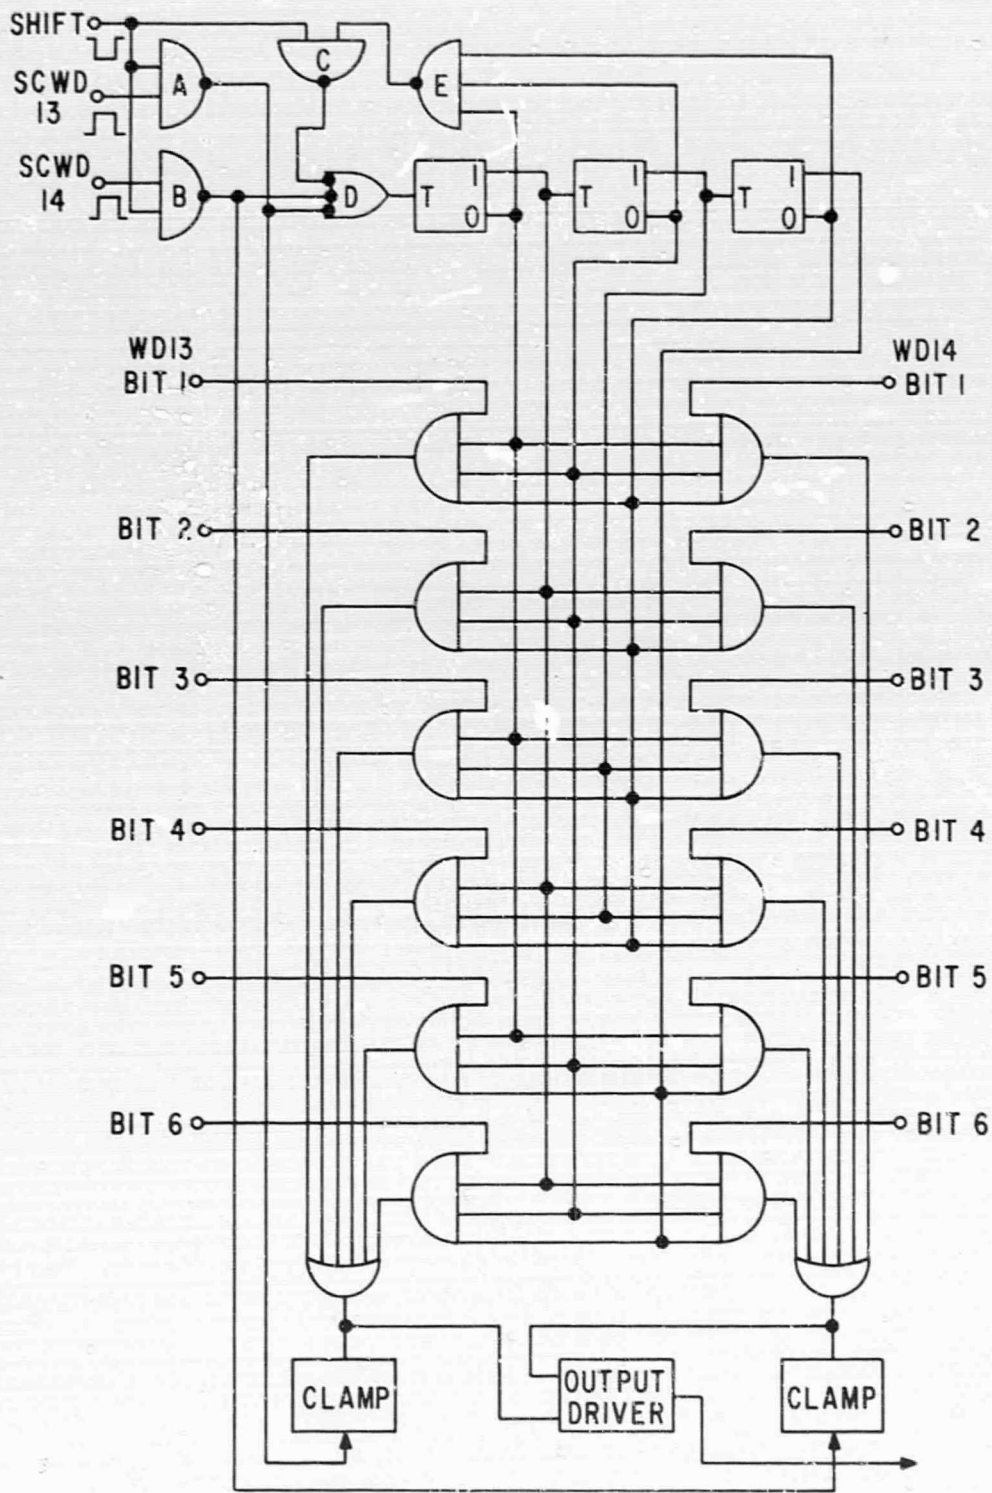 SHIFT
C
A
E
SCWD
13
SCWD
14
B
D
T
1
0
T
1
0
T
1
0
WD13
BIT 1
WD14
BIT 1
BIT 2
BIT 2
BIT 3
BIT 3
BIT 4
BIT 4
BIT 5
BIT 5
BIT 6
BIT 6
CLAMP
OUTPUT
DRIVER
CLAMP